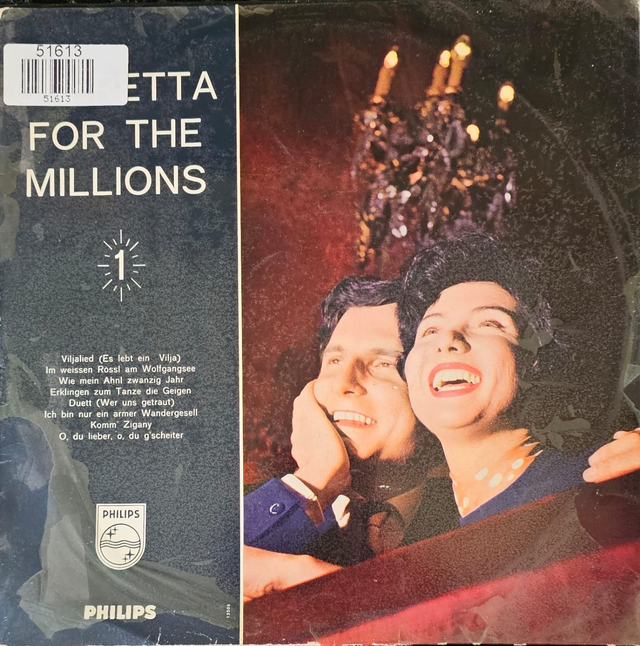 51613
51613
ETTA
FOR THE
MILLIONS
1
Viljalied (Es lebt ein Vilja)
Im weissen Rössl am Wolfgangsee
Wie mein Ahnl zwanzig Jahr
Erklingen zum Tanze die Geigen
Duett (Wer uns getraut)
Ich bin nur ein armer Wandergesell
Komm' Zigany
O, du lieber, o, du g'scheiter
PHILIPS
PHILIPS